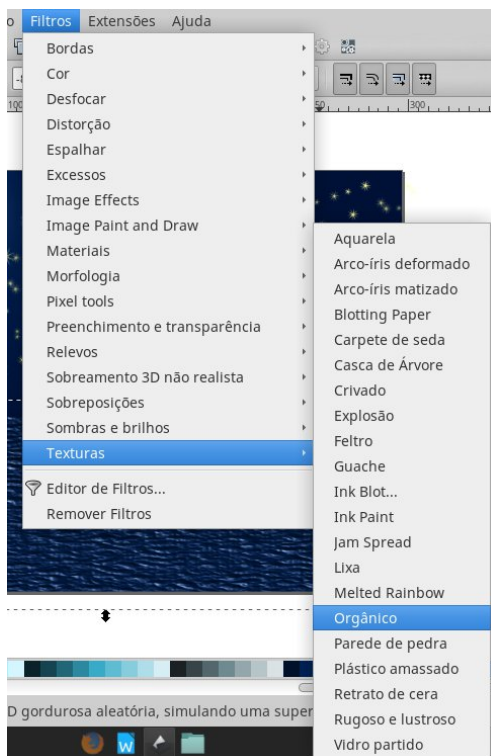 Filtros Extensões Ajuda
Bordas
Cor
Desfocar
Distorção
Espalhar
Excessos
Image Effects
Image Paint and Draw
Materiais
Morfologia
Pixel tools
Preenchimento e transparência
Relevos
Sobreamento 3D não realista
Sobreposições
Sombras e brilhos
Texturas
Editor de Filtros...
Remover Filtros
300
Aquarela
Arco-íris deformado
Arco-íris matizado
Blotting Paper
Carpete de seda
Casca de Árvore
Crivado
Explosão
Feltro
Guache
Ink Blot...
Ink Paint
Jam Spread
Lixa
Melted Rainbow
Orgânico
Parede de pedra
Plástico amassado
Retrato de cera
Rugoso e lustroso
Vidro partido
D gordurosa aleatória, simulando uma super